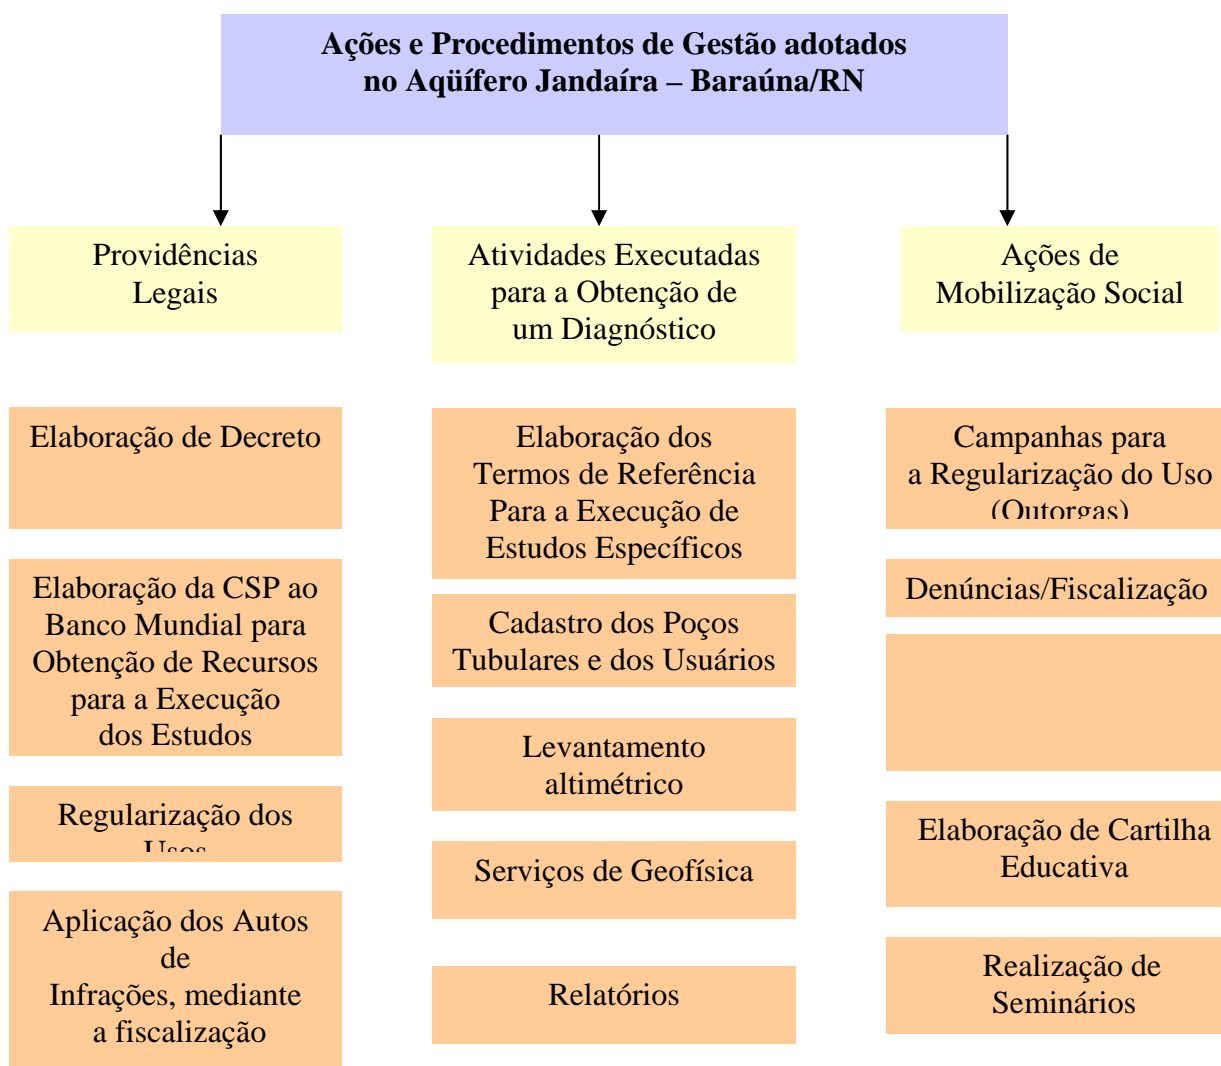 Ações e Procedimentos de Gestão adotados
no Aqüífero Jandaíra – Baraúna/RN
Providências
Legais
Elaboração de Decreto
Elaboração da CSP ao
Banco Mundial para
Obtenção de Recursos
para a Execução
dos Estudos
Regularização dos
Usos
Aplicação dos Autos
de
Infrações, mediante
a fiscalização
Atividades Executadas
para a Obtenção de
um Diagnóstico
Elaboração dos
Termos de Referência
Para a Execução de
Estudos Específicos
Cadastro dos Poços
Tubulares e dos Usuários
Levantamento
altimétrico
Serviços de Geofísica
Relatórios
Ações de
Mobilização Social
Campanhas para
a Regularização do Uso
(Outorgas)
Denúncias/Fiscalização
Elaboração de Cartilha
Educativa
Realização de
Seminários